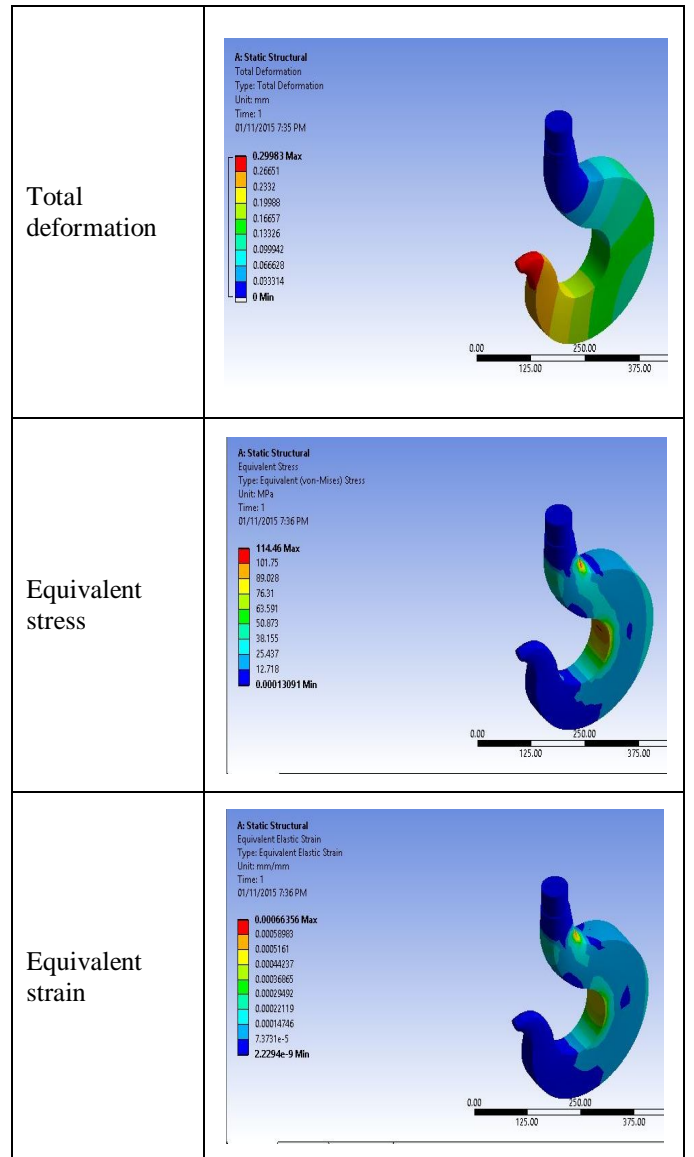 Total
deformation
A: Static Structural
Total Deformation
Type: Total Deformation
Unit: mm
Time: 1
01/11/2015 7:35 PM
0.29983 Max
0.26651
0.2332
0.19988
0.16657
0.13326
0.099942
0.066628
0.033314
0 Min
0.00 250.00
125.00 375.00
Equivalent
stress
A: Static Structural
Equivalent Stress
Type: Equivalent (von-Mises) Stress
Unit: MPa
Time: 1
01/11/2015 7:36 PM
114.46 Max
101.75
89.028
76.31
63.591
50.873
38.155
25.437
12.718
0.00013091 Min
0.00 250.00
125.00 375.00
Equivalent
strain
A: Static Structural
Equivalent Elastic Strain
Type: Equivalent Elastic Strain
Unit: mm/mm
Time: 1
01/11/2015 7:36 PM
0.00066356 Max
0.00058983
0.0005161
0.00044237
0.00036865
0.00029492
0.00022119
0.00014746
7.3731e-5
2.2294e-9 Min
0.00 250.00
125.00 375.00